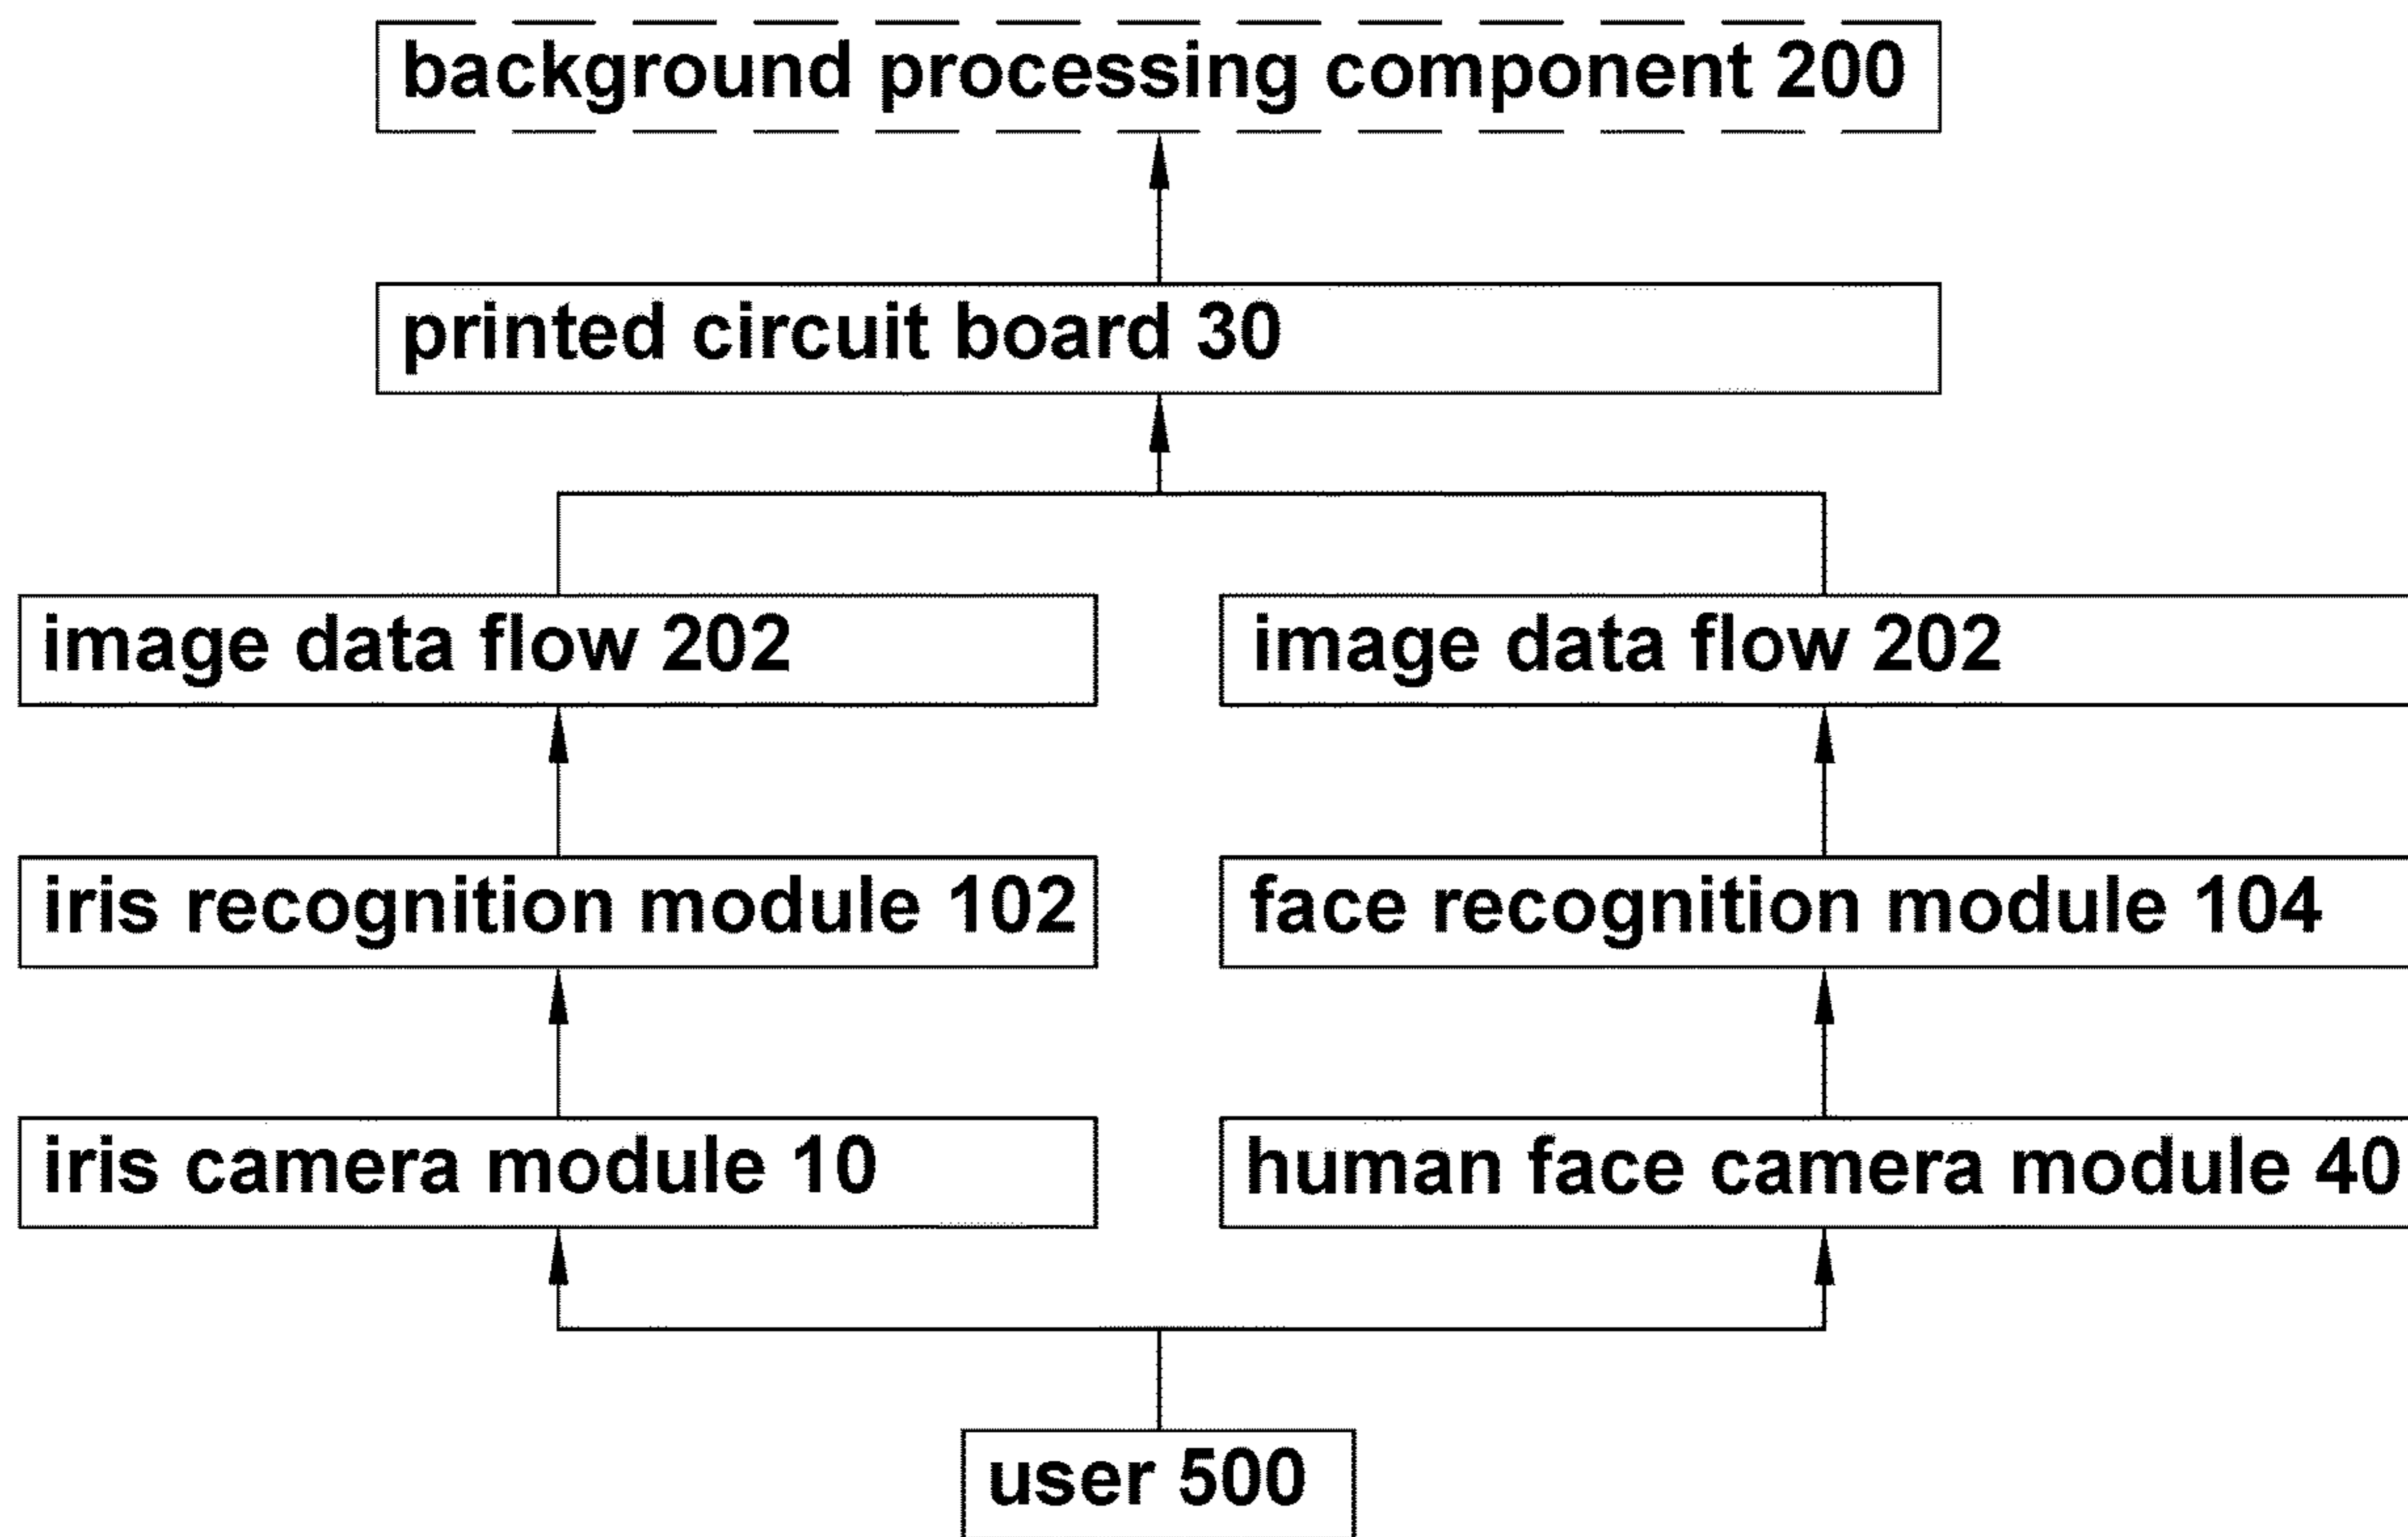 background processing component 200
printed circuit board 30
image data flow 202
image data flow 202
iris recognition module 102
face recognition module 104
iris camera module 10
human face camera module 40
user 500